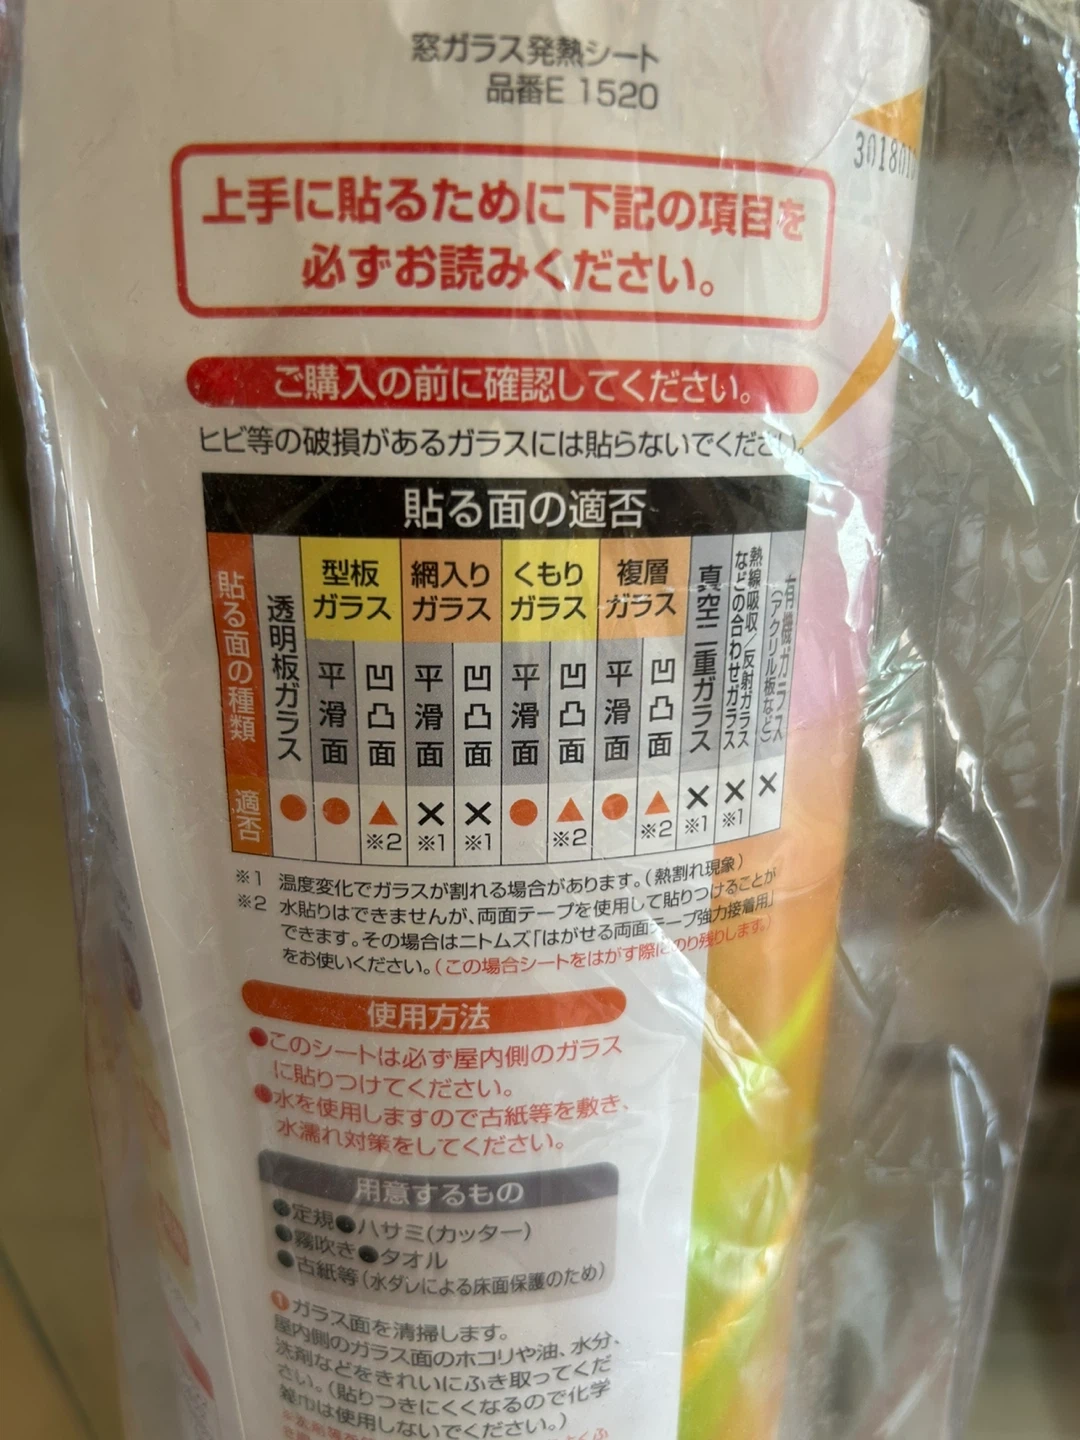 窓ガラス発熱シート
品番E 1520
301801
上手に貼るために下記の項目を
必ずお読みください。
ご購入の前に確認してください。
ヒビ等の破損があるガラスには貼らないでください。
貼る面の適否
貼る面の種類
透明板ガラス
型板ガラス
平滑面
凹凸面
網入りガラス
平滑面
凹凸面
くもりガラス
平滑面
凹凸面
複層ガラス
平滑面
凹凸面
真空二重ガラス
熱線吸収/反射ガラス
などの合わせガラス
有機ガラス
(アクリル板など)
適否 ● ● ▲※2 ×※1 ×※1 ● ▲※2 ● ▲※2 ×※1 ×※1 ×
※1 温度変化でガラスが割れる場合があります。(熱割れ現象)
※2 水貼りはできませんが、両面テープを使用して貼りつけることが
できます。その場合はニトムズ「はがせる両面テープ強力接着用」
をお使いください。(この場合シートをはがす際にのり残りします。)
使用方法
●このシートは必ず屋内側のガラス
に貼りつけてください。
●水を使用しますので古紙等を敷き、
水濡れ対策をしてください。
用意するもの
●定規●ハサミ(カッター)
●霧吹き●タオル
●古紙等(水ダレによる床面保護のため)
1 ガラス面を清掃します。
屋内側のガラス面のホコリや油、水分、
洗剤などをきれいにふき取ってくだ
さい。(貼りつきにくくなるので化学
雑巾は使用しないでください。)